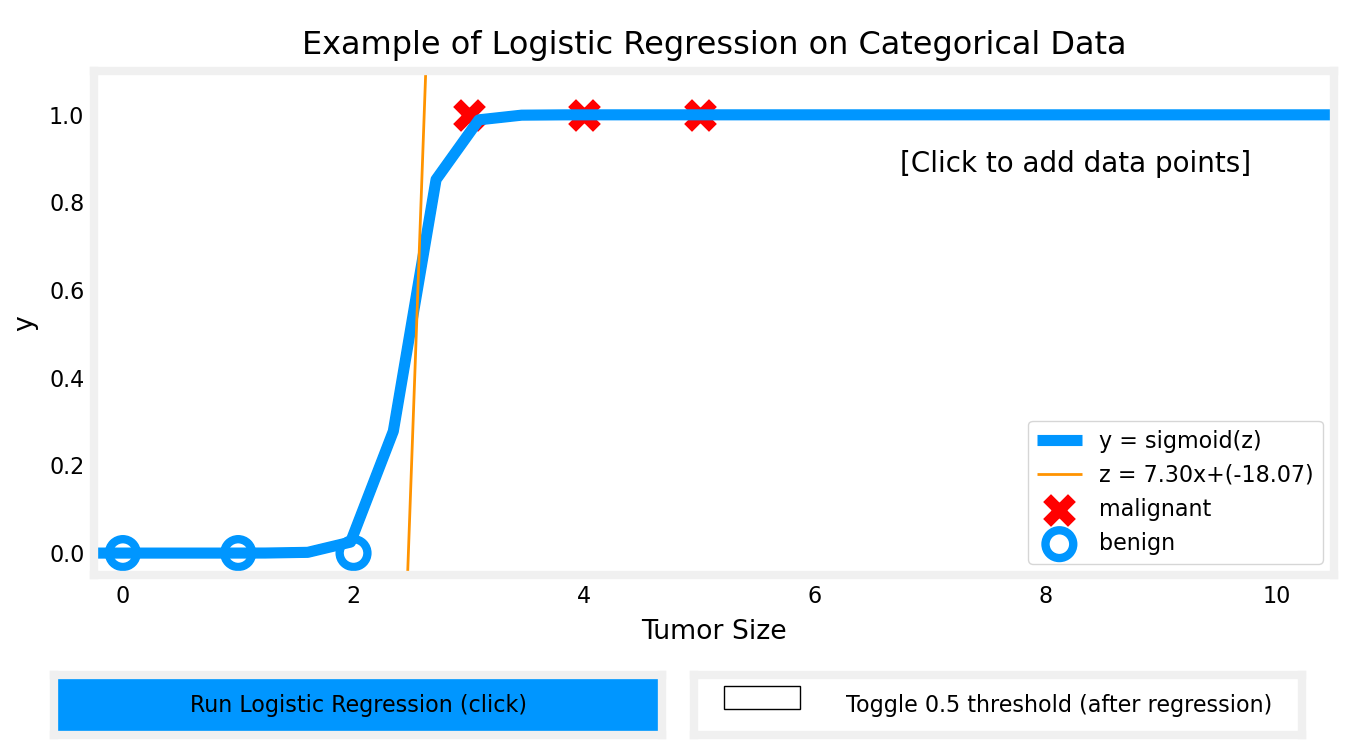 Example of Logistic Regression on Categorical Data
1.0
0.8
0.6
0.4
0.2
0.0
y
[Click to add data points]
y = sigmoid(z)
z = 7.30x+(-18.07)
malignant
benign
0 2 4 6 8 10
Tumor Size
Run Logistic Regression (click)
Toggle 0.5 threshold (after regression)